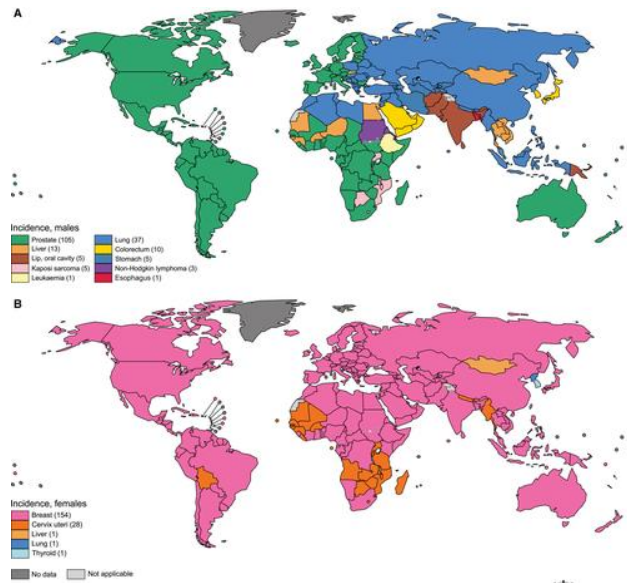 A
Incidence, males
Prostate (105)
Lung (37)
Liver (13)
Colorectum (10)
Lip, oral cavity (5)
Stomach (5)
Kaposi sarcoma (5)
Non-Hodgkin lymphoma (3)
Leukaemia (1)
Esophagus (1)
B
Incidence, females
Breast (154)
Cervix uteri (28)
Liver (1)
Lung (1)
Thyroid (1)
No data
Not applicable